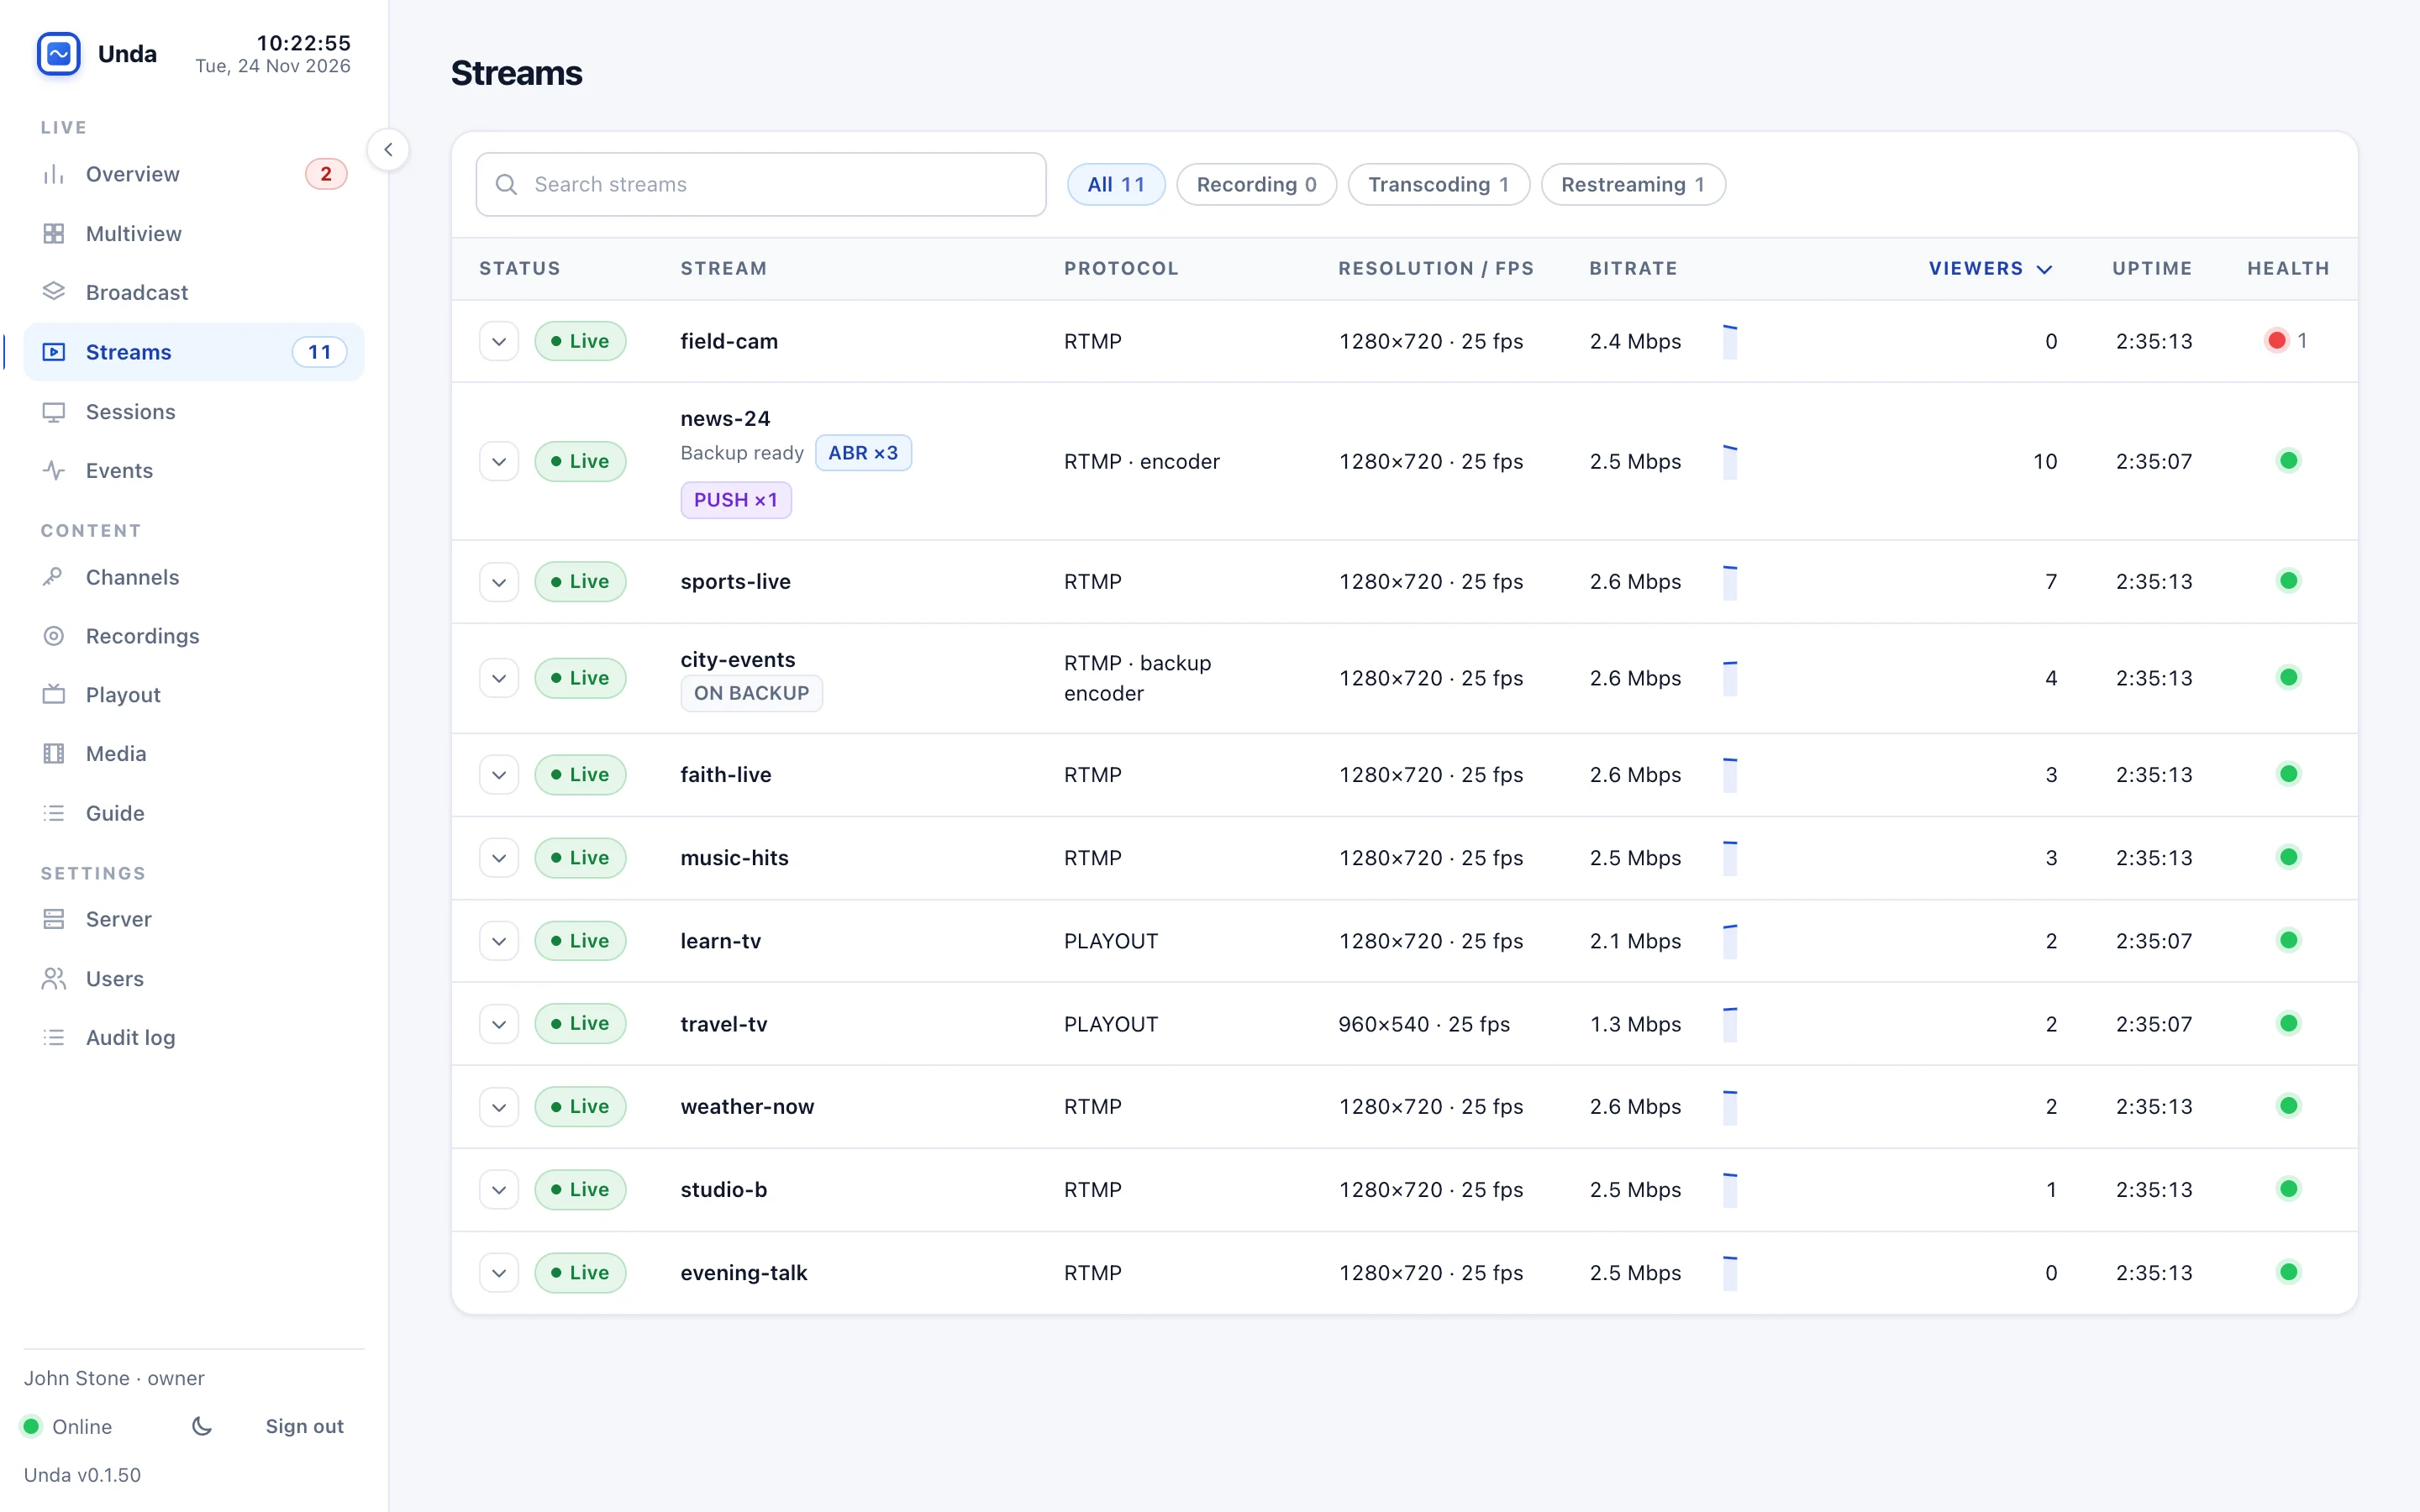 Unda
10:22:55
Tue, 24 Nov 2026
LIVE
Overview 2
Multiview
Broadcast
Streams 11
Sessions
Events
CONTENT
Channels
Recordings
Playout
Media
Guide
SETTINGS
Server
Users
Audit log
John Stone · owner
Online Sign out
Unda v0.1.50
Streams
Search streams All 11 Recording 0 Transcoding 1 Restreaming 1
STATUS STREAM PROTOCOL RESOLUTION / FPS BITRATE VIEWERS UPTIME HEALTH
Live field-cam RTMP 1280×720 · 25 fps 2.4 Mbps 0 2:35:13 1
news-24
Backup ready ABR ×3
Live RTMP · encoder 1280×720 · 25 fps 2.5 Mbps 10 2:35:07
PUSH ×1
Live sports-live RTMP 1280×720 · 25 fps 2.6 Mbps 7 2:35:13
city-events RTMP · backup
Live 1280×720 · 25 fps 2.6 Mbps 4 2:35:13
ON BACKUP encoder
Live faith-live RTMP 1280×720 · 25 fps 2.6 Mbps 3 2:35:13
Live music-hits RTMP 1280×720 · 25 fps 2.5 Mbps 3 2:35:13
Live learn-tv PLAYOUT 1280×720 · 25 fps 2.1 Mbps 2 2:35:07
Live travel-tv PLAYOUT 960×540 · 25 fps 1.3 Mbps 2 2:35:07
Live weather-now RTMP 1280×720 · 25 fps 2.6 Mbps 2 2:35:13
Live studio-b RTMP 1280×720 · 25 fps 2.5 Mbps 1 2:35:13
Live evening-talk RTMP 1280×720 · 25 fps 2.5 Mbps 0 2:35:13